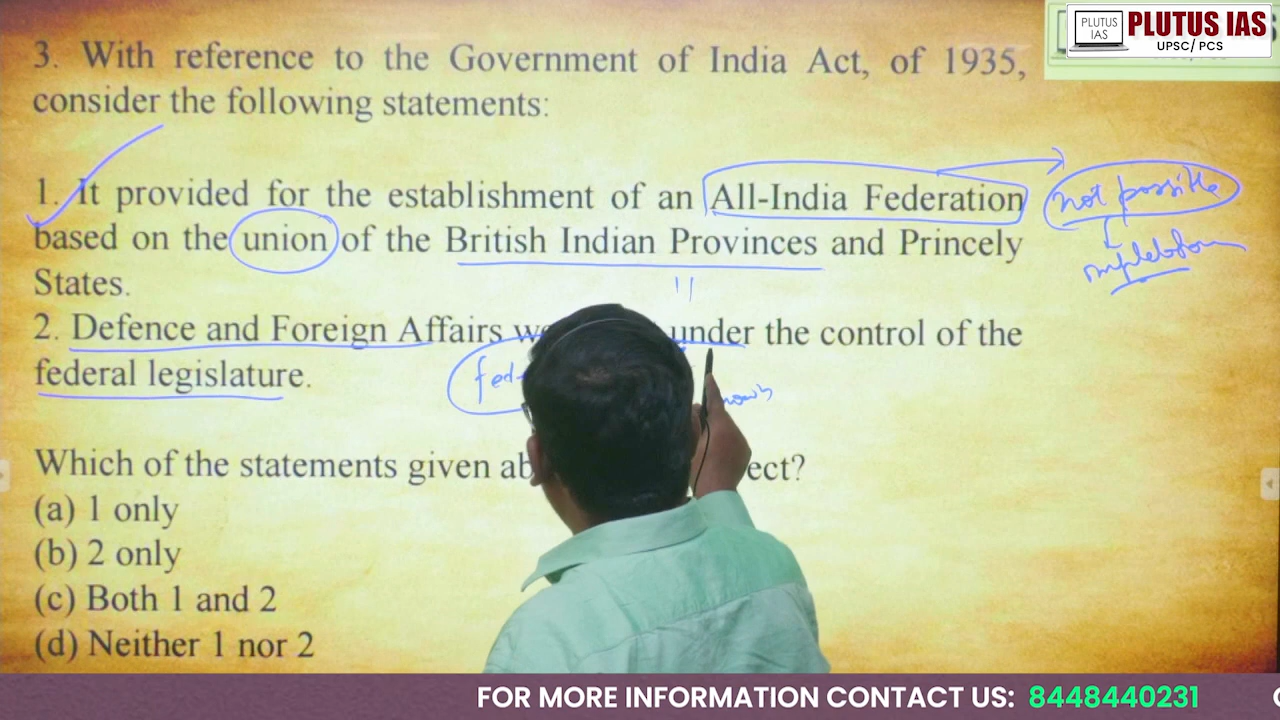 PLUTUS IAS
PLUTUS IAS
UPSC/ PCS
3. With reference to the Government of India Act, of 1935,
consider the following statements:
1. It provided for the establishment of an All-India Federation
not possible
based on the union of the British Indian Provinces and Princely
States.
2. Defence and Foreign Affairs under the control of the
federal legislature.
fed
Which of the statements given ab ect?
(a) 1 only
(b) 2 only
(c) Both 1 and 2
(d) Neither 1 nor 2
FOR MORE INFORMATION CONTACT US: 8448440231